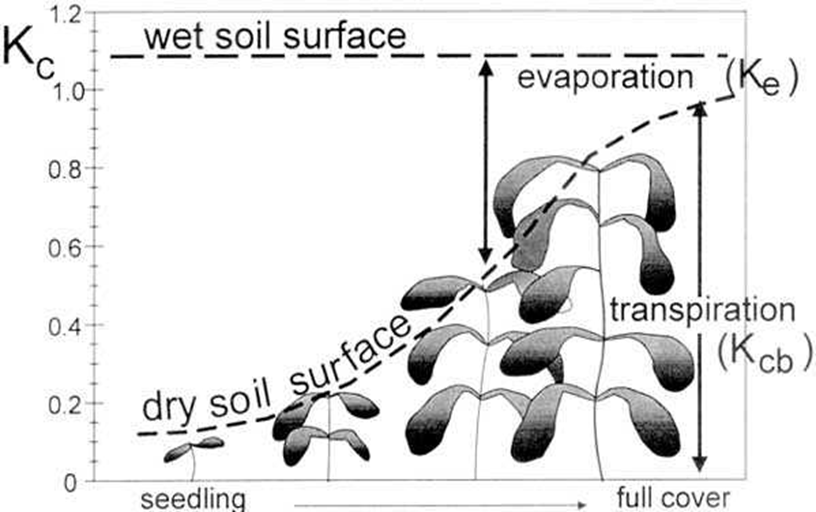 1.2
Kc
wet soil surface
evaporation (Ke)
1.0
0.8
0.6
0.4
transpiration
(Kcb)
dry soil surface
0.2
0
seedling
full cover